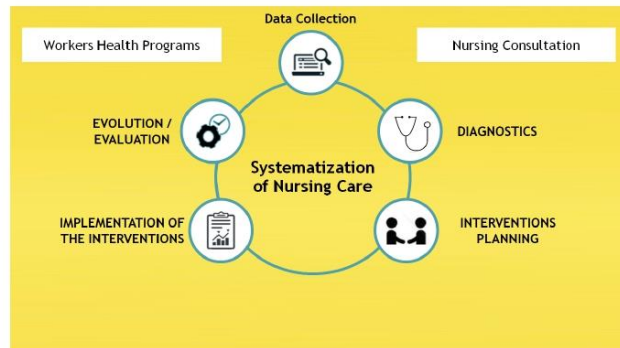 Data Collection
Workers Health Programs
Nursing Consultation
EVOLUTION /
EVALUATION
DIAGNOSTICS
Systematization
of Nursing Care
IMPLEMENTATION OF
THE INTERVENTIONS
INTERVENTIONS
PLANNING